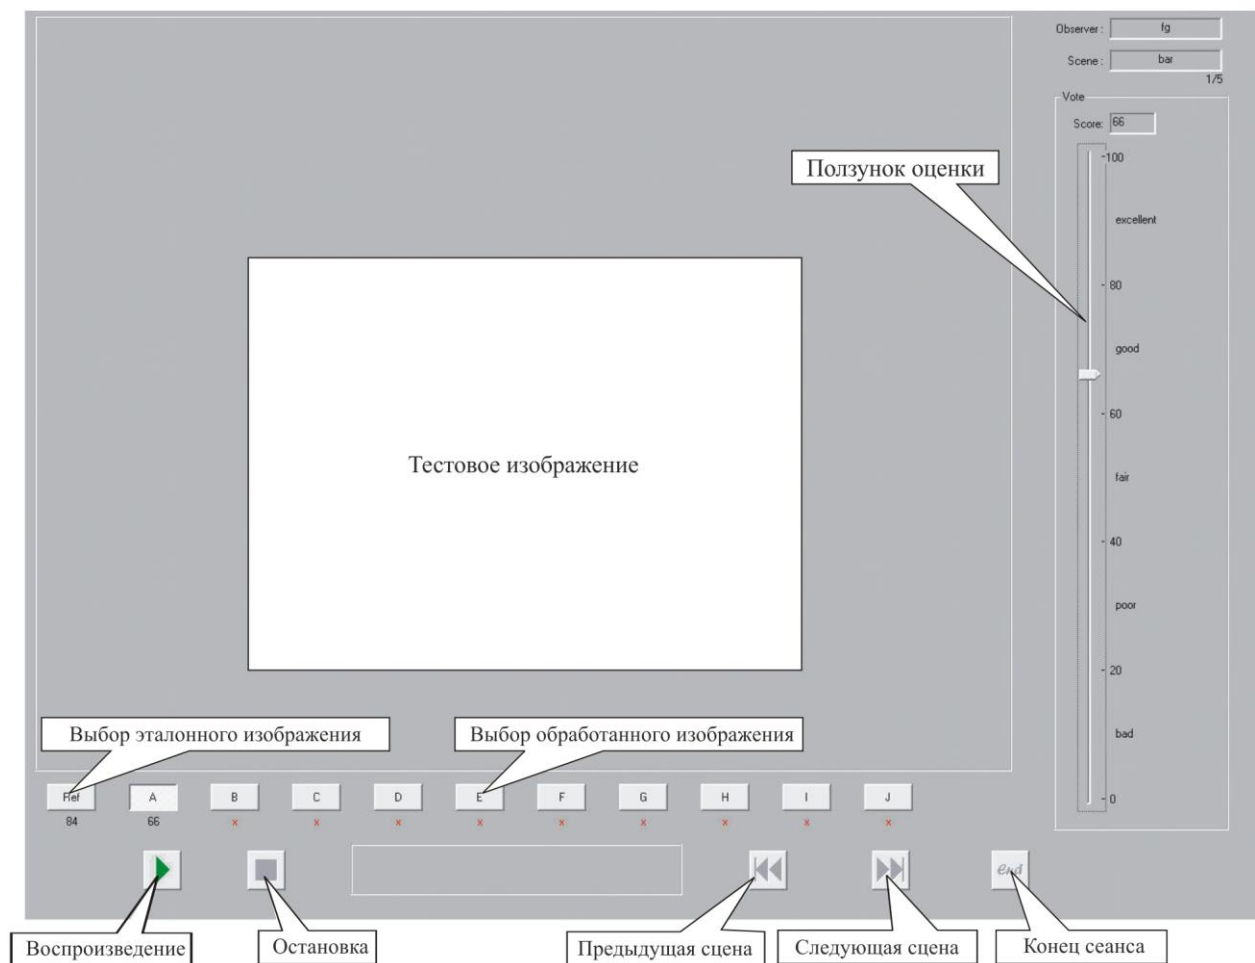 Observer :
fg
Scene :
bar
1/5
Vote
Score:
66
100
Ползунок оценки
excellent
80
good
60
Тестовое изображение
fair
40
poor
20
bad
0
Выбор эталонного изображения
Выбор обработанного изображения
Ref
A
B
C
D
E
F
G
H
I
J
84
66
x
x
x
x
x
x
x
x
x
end
Воспроизведение
Остановка
Предыдущая сцена
Следующая сцена
Конец сеанса